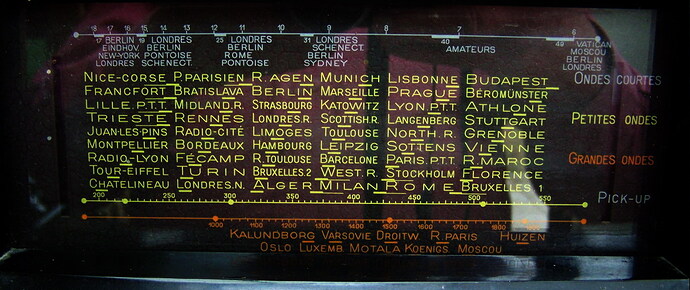 18 17 16 15 14 13 12 11 10 9 8 7 6
17 19 25 31 40 49
BERLIN LONDRES LONDRES LONDRES VATICAN
EINDHOV. BERLIN BERLIN SCHENECT. AMATEURS MOSCOU
NEW-YORK PONTOISE ROME BERLIN BERLIN
LONDRES SCHENECT. PONTOISE SYDNEY LONDRES
NICE-CORSE P.PARISIEN R. AGEN MUNICH LISBONNE BUDAPEST ONDES COURTES
FRANCFORT BRATISLAVA BERLIN MARSEILLE PRAGUE BÉROMÜNSTER
LILLE.P.T.T. MIDLAND.R. STRASBOURG KATOWITZ LYON.P.T.T ATHLONE
TRIESTE RENNES LONDRES.R. SCOTTISH.R. LANGENBERG STUTTGART PETITES ONDES
JUAN-LES-PINS RADIO-CITÉ LIMOGES TOULOUSE NORTH.R. GRENOBLE
MONTPELLIER BORDEAUX HAMBOURG LEIPZIG SOTTENS VIENNE
RADIO-LYON FÉCAMP R.TOULOUSE BARCELONE PARIS.P.T.T R.MAROC GRANDES ONDES
TOUR-EIFFEL TURIN BRUXELLES.2 WEST.R. STOCKHOLM FLORENCE
CHATELINEAU LONDRES.N. ALGER MILAN ROME BRUXELLES.1 PICK-UP
200 250 300 350 400 450 500 550
1000 1100 1200 1300 1400 1500 1600 1700 1800 1900
KALUNDBORG VARSOVIE DROITW. R.PARIS HUIZEN
OSLO LUXEMB. MOTALA KOENIGS. MOSCOU